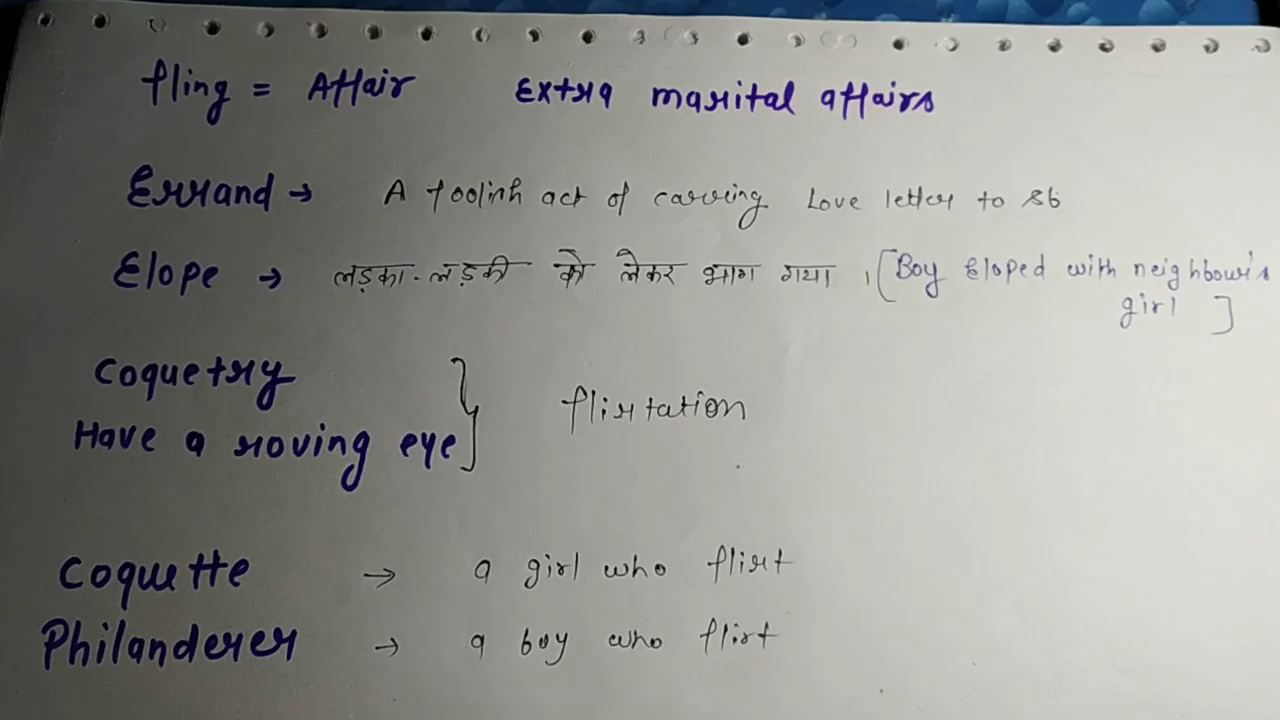 fling = Affair Extra marital affairs
Errand → A foolish act of carring Love letter to sb
Elope → लड़का - लड़की को लेकर भाग गया, [Boy Eloped with neighbour's
girl ]
Coquetry
Have a roving eye } flirtation
Coquette → a girl who flirt
Philanderer → a boy who flirt